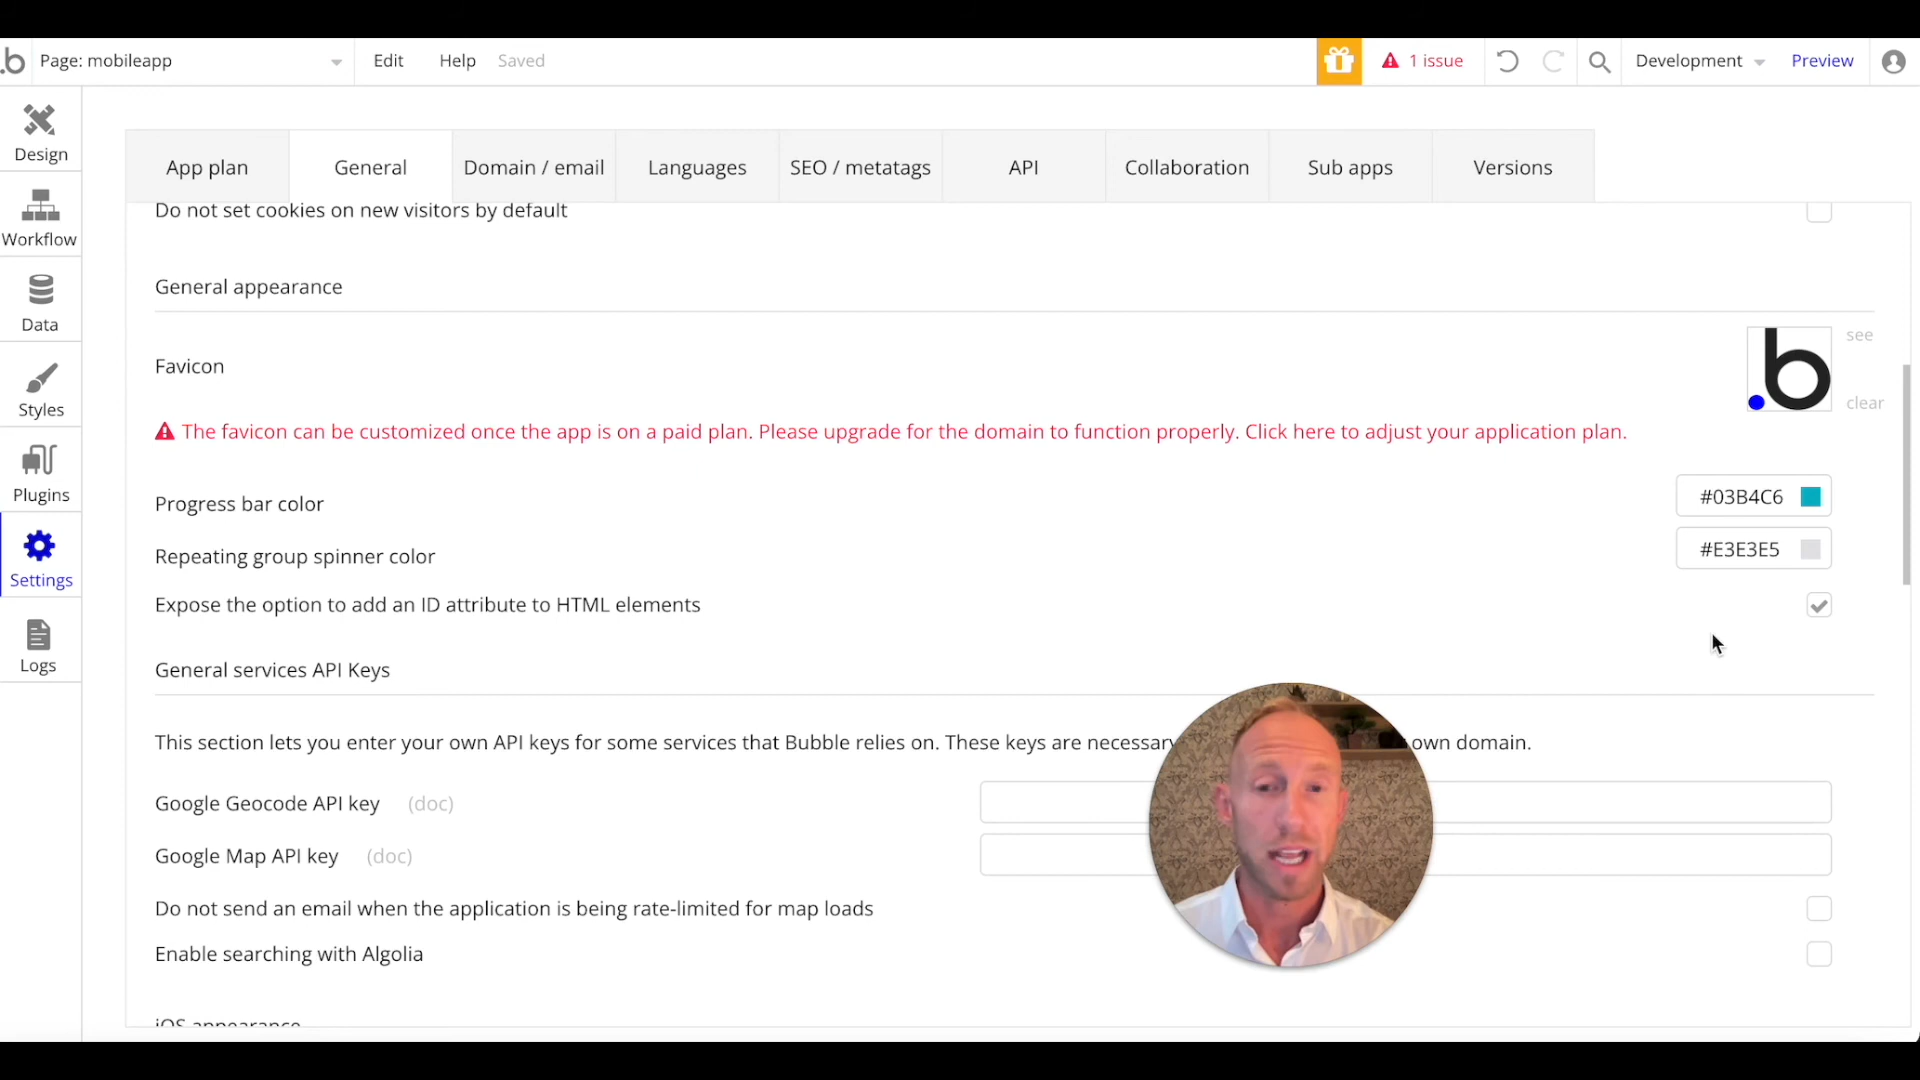 .b
Page: mobileapp
Edit
Help
Saved
1 issue
Development
Preview
Design
Workflow
Data
Styles
Plugins
Settings
Logs
App plan
General
Domain / email
Languages
SEO / metatags
API
Collaboration
Sub apps
Versions
Do not set cookies on new visitors by default
General appearance
Favicon
.b
see
clear
The favicon can be customized once the app is on a paid plan. Please upgrade for the domain to function properly. Click here to adjust your application plan.
Progress bar color
#03B4C6
Repeating group spinner color
#E3E3E5
Expose the option to add an ID attribute to HTML elements
General services API Keys
This section lets you enter your own API keys for some services that Bubble relies on. These keys are necessary own domain.
Google Geocode API key (doc)
Google Map API key (doc)
Do not send an email when the application is being rate-limited for map loads
Enable searching with Algolia
iOS appearance